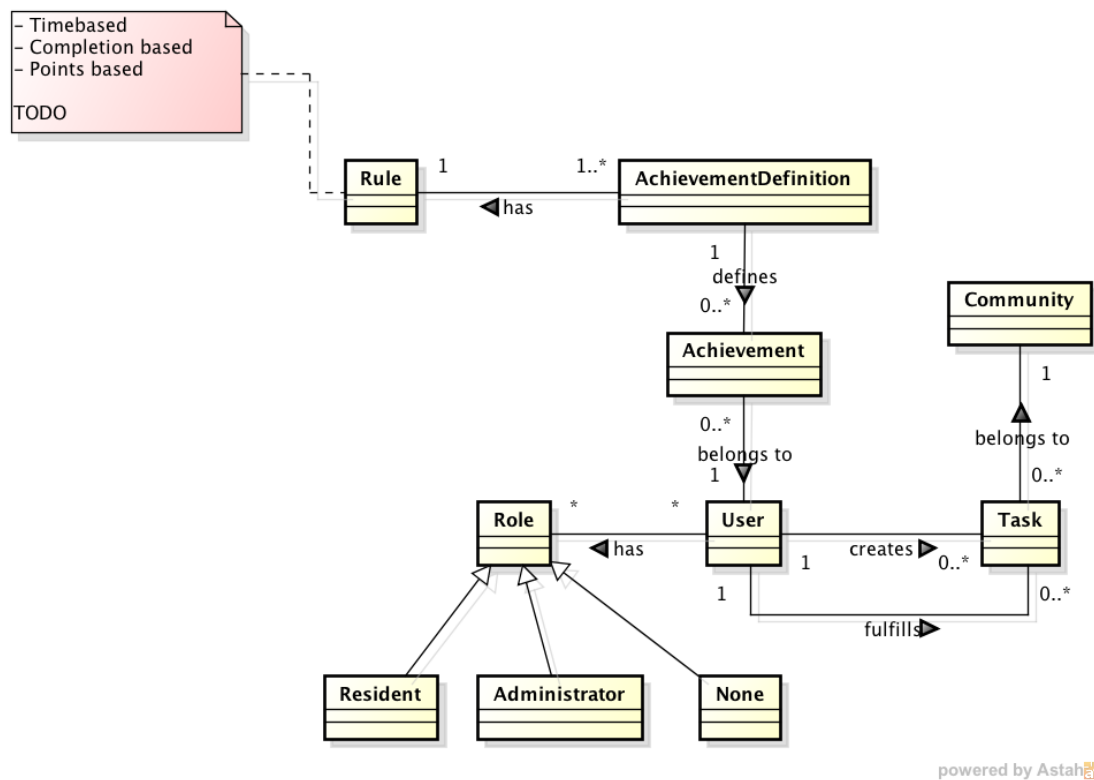 - Timebased
- Completion based
- Points based
TODO
Rule
1
1..*
AchievementDefinition
has
1
defines
0..*
Community
Achievement
1
0..*
belongs to
belongs to
1
0..*
Role
*
*
User
Task
has
creates
1
0..*
1
0..*
fulfills
Resident
Administrator
None
powered by Astah